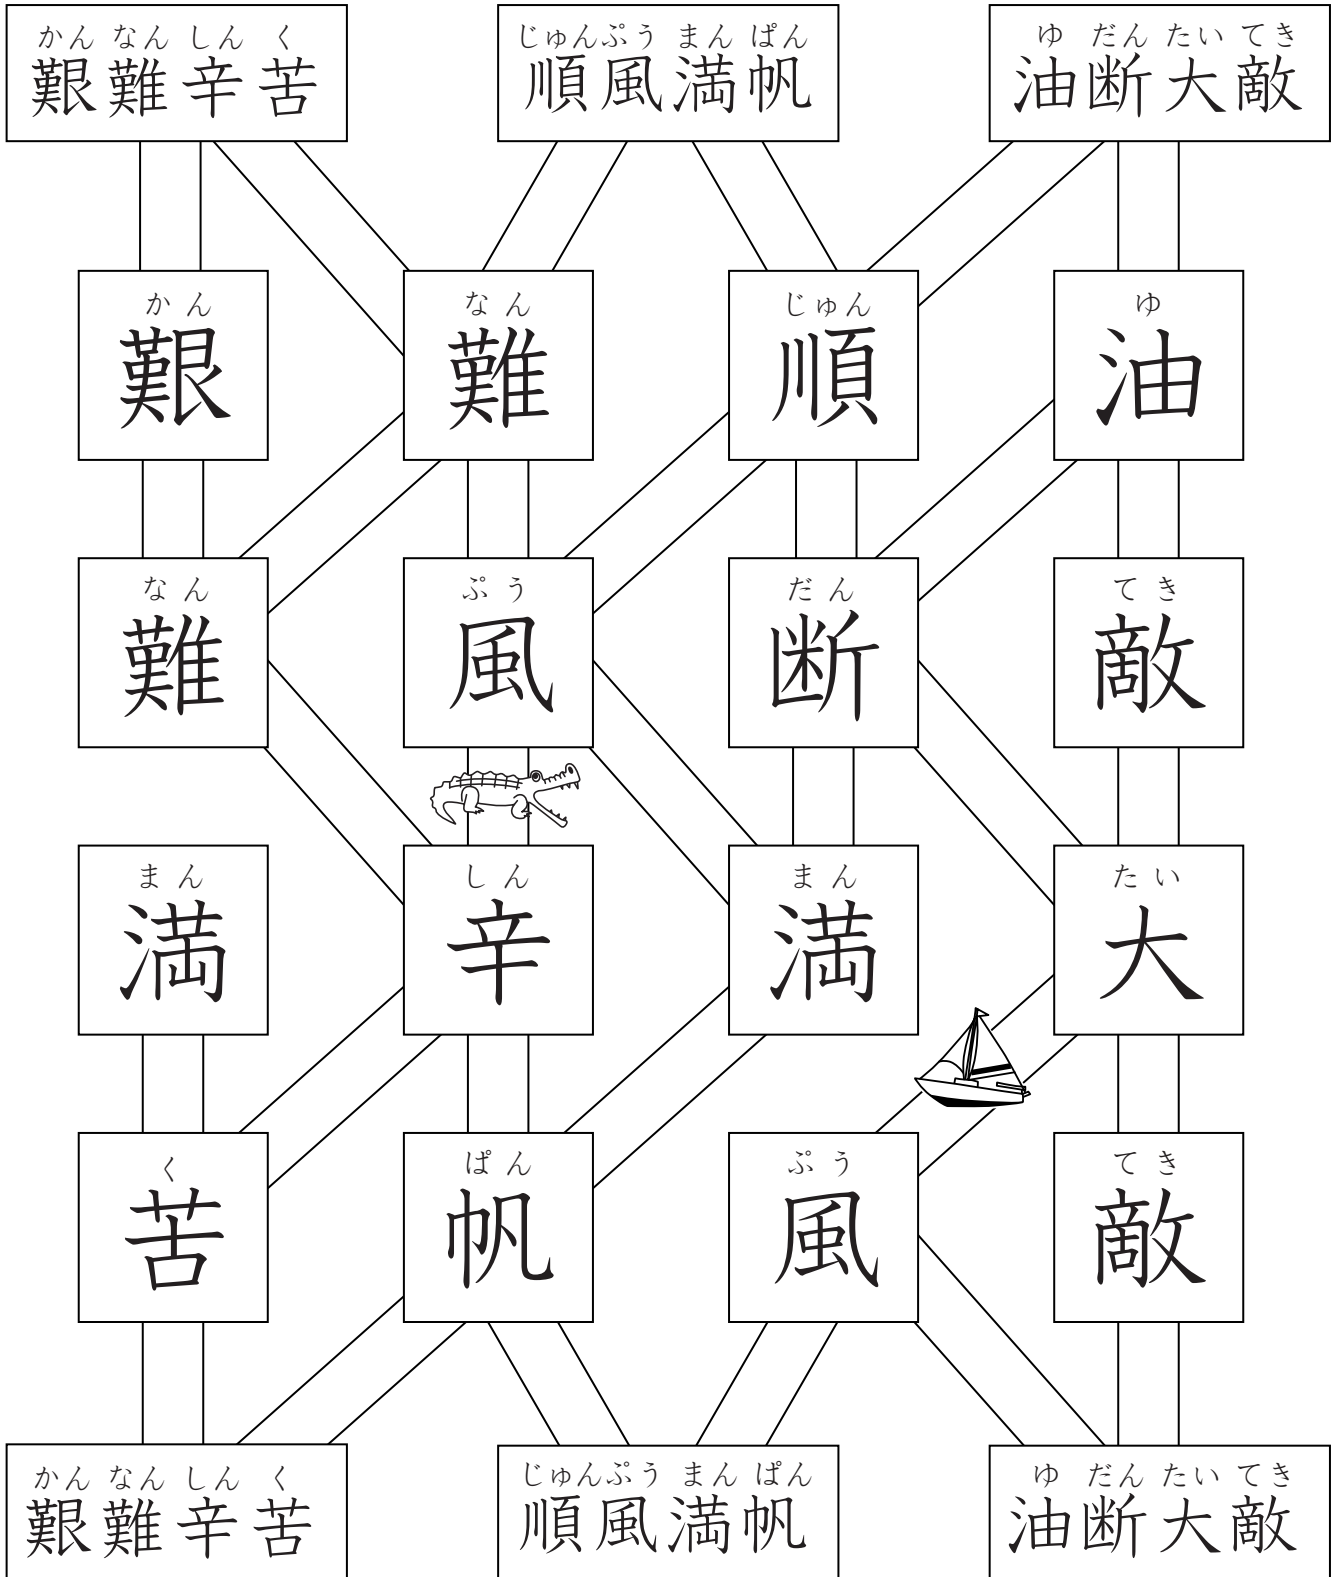 かん なん しん く
艱難辛苦
じゅんぷう まん ぱん
順風満帆
ゆ だん たい てき
油断大敵
かん
艱
なん
難
じゅん
順
ゆ
油
なん
難
ぷう
風
だん
断
てき
敵
まん
満
しん
辛
まん
満
たい
大
く
苦
ぱん
帆
ぷう
風
てき
敵
かん なん しん く
艱難辛苦
じゅんぷう まん ぱん
順風満帆
ゆ だん たい てき
油断大敵